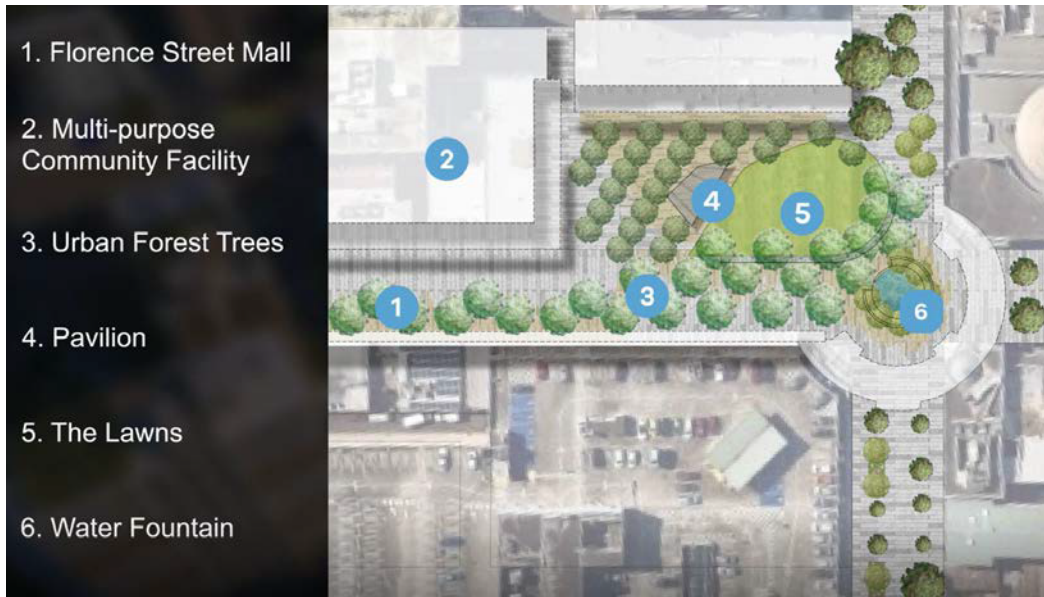 1. Florence Street Mall
2. Multi-purpose
Community Facility
3. Urban Forest Trees
4. Pavilion
5. The Lawns
6. Water Fountain
2
4
5
1
3
6